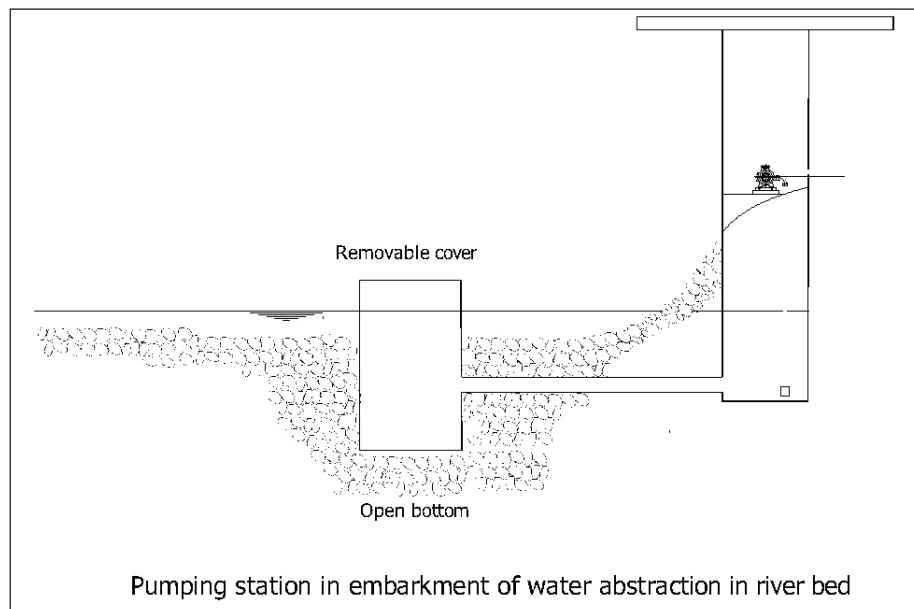 Removable cover
Open bottom
Pumping station in embarkment of water abstraction in river bed